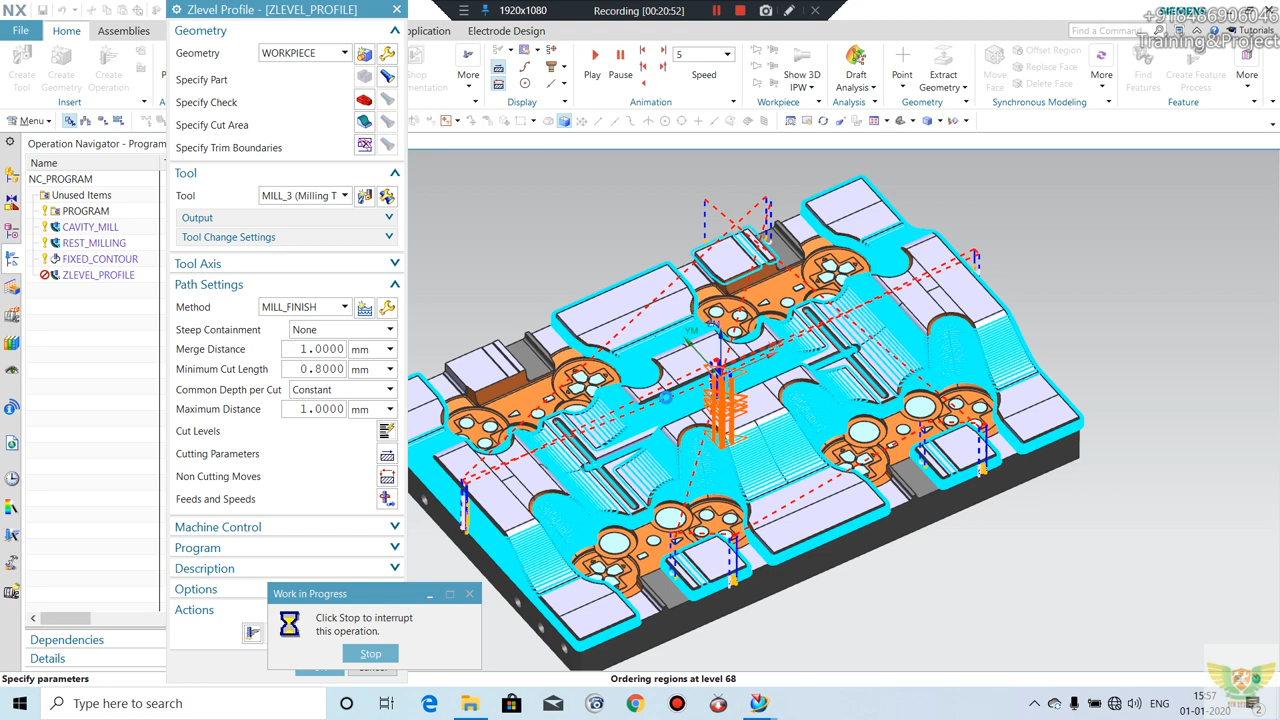 NX
Zlevel Profile - [ZLEVEL_PROFILE]
1920x1080
Recording [00:20:52]
SIEMENS
+918486906046
Training&Project
File
Home
Assemblies
Application
Electrode Design
Find a Command
Tutorials
Create Tool
Create Geometry
Create Operation
Insert
More
Display
Play
Pause
5
Speed
Animation
Show 3D IPW
Workpiece
Draft Analysis
Analysis
Point
Extract Geometry
Geometry
Move Face
Offset Region
Replace Face
Delete Face
More
Synchronous Modeling
Find Features
Create Feature Process
More
Feature
Menu
Operation Navigator - Program
Name
NC_PROGRAM
Unused Items
PROGRAM
CAVITY_MILL
REST_MILLING
FIXED_CONTOUR
ZLEVEL_PROFILE
Dependencies
Details
Geometry
Geometry
WORKPIECE
Specify Part
Specify Check
Specify Cut Area
Specify Trim Boundaries
Tool
Tool
MILL_3 (Milling T
Output
Tool Change Settings
Tool Axis
Path Settings
Method
MILL_FINISH
Steep Containment
None
Merge Distance
1.0000
mm
Minimum Cut Length
0.8000
mm
Common Depth per Cut
Constant
Maximum Distance
1.0000
mm
Cut Levels
Cutting Parameters
Non Cutting Moves
Feeds and Speeds
Machine Control
Program
Description
Options
Actions
YM
Work in Progress
Click Stop to interrupt
this operation.
Stop
Specify parameters
Ordering regions at level 68
Type here to search
ENG
15:57
01-01-2020
2